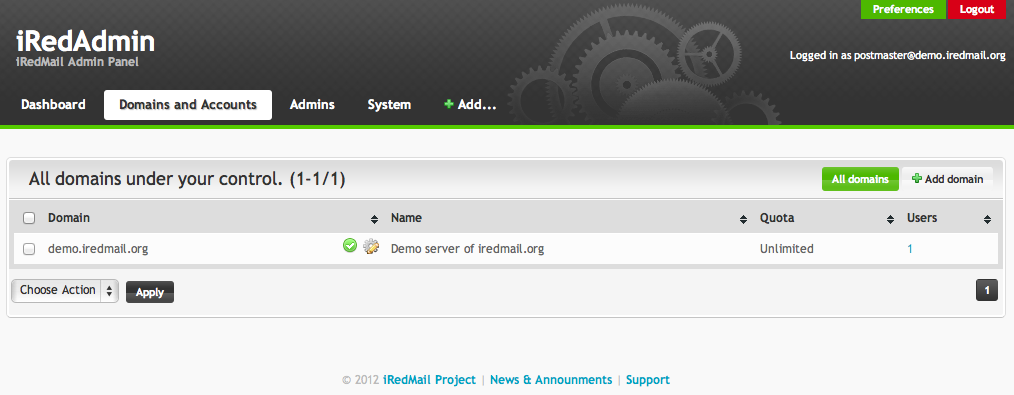 Preferences Logout
iRedAdmin
iRedMail Admin Panel
Logged in as postmaster@demo.iredmail.org
Dashboard Domains and Accounts Admins System Add...
All domains under your control. (1-1/1) All domains Add domain
Domain Name Quota Users
demo.iredmail.org Demo server of iredmail.org Unlimited 1
Choose Action Apply 1
© 2012 iRedMail Project | News & Announments | Support